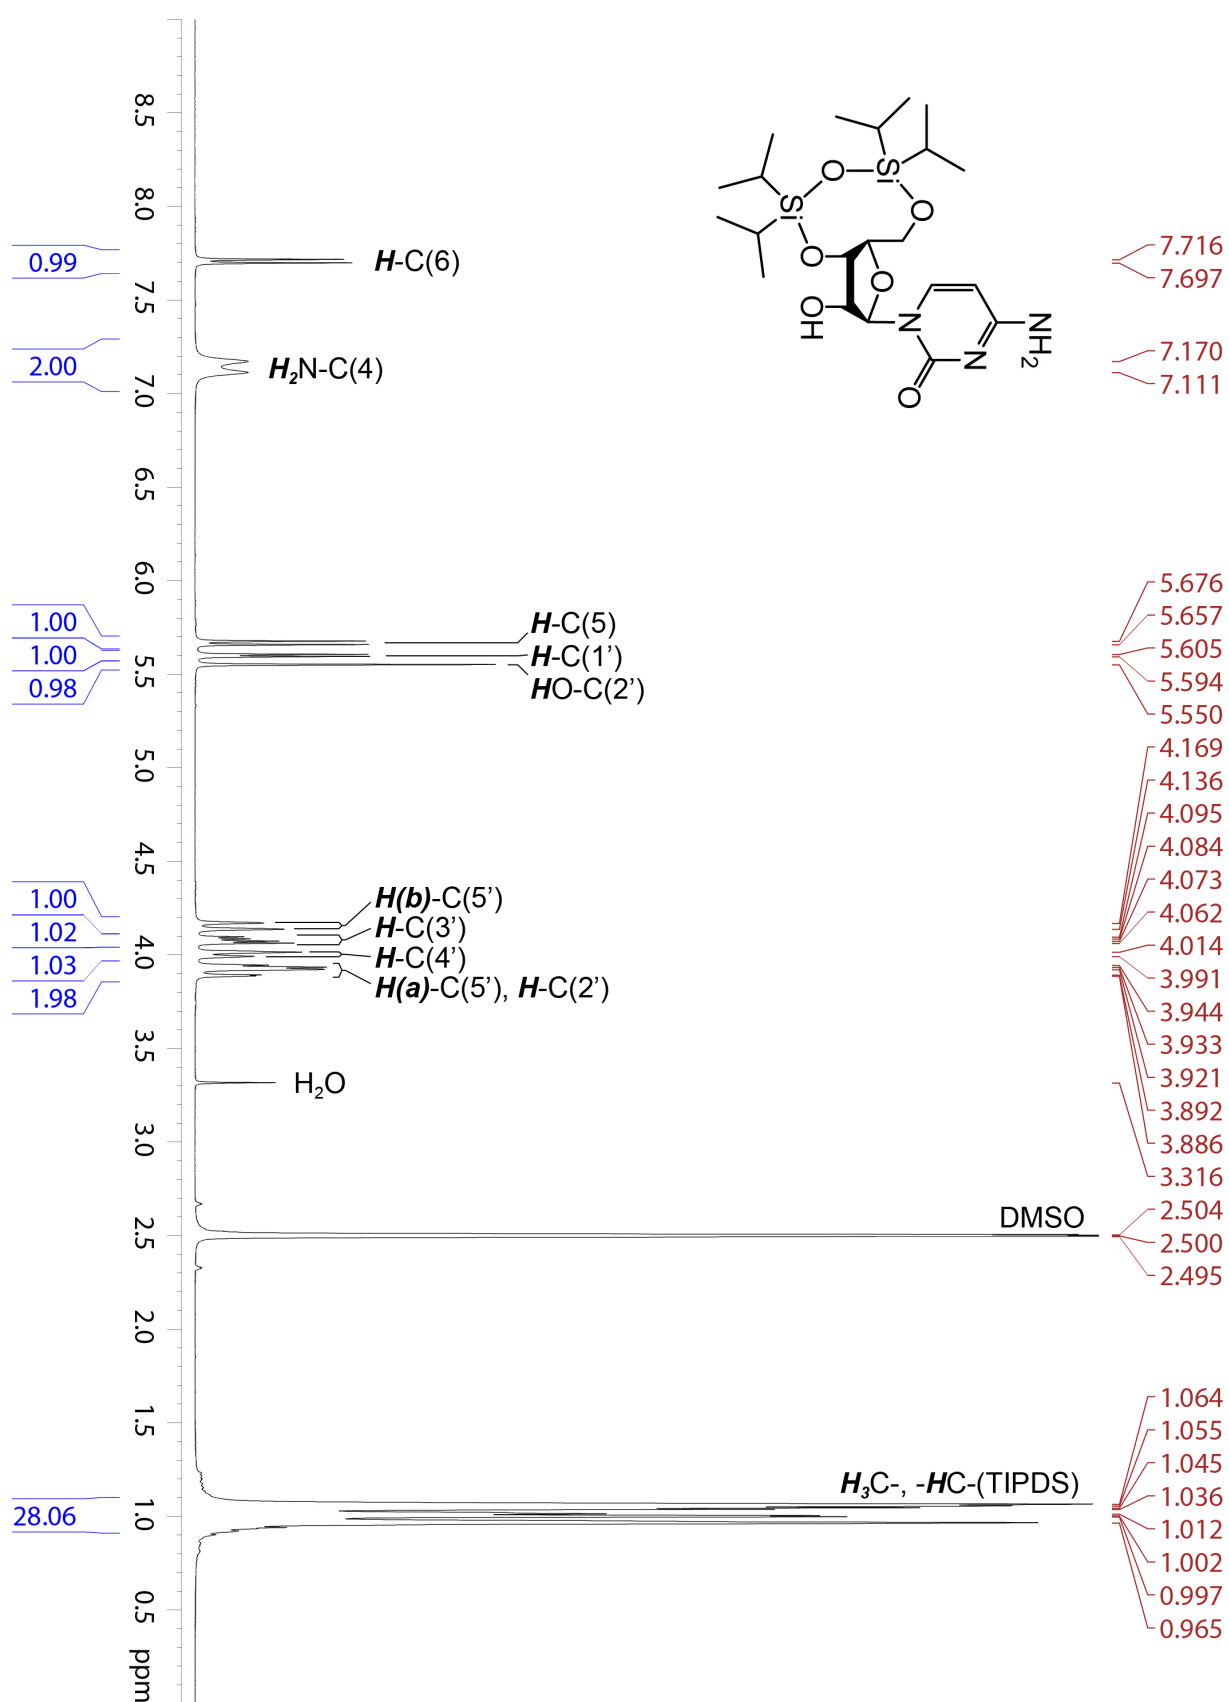 8.5
8.0
7.5
7.0
6.5
6.0
5.5
5.0
4.5
4.0
3.5
3.0
2.5
2.0
1.5
1.0
0.5
ppm
0.99
2.00
1.00
1.00
0.98
1.00
1.02
1.03
1.98
28.06
H-C(6)
H₂N-C(4)
H-C(5)
H-C(1')
HO-C(2')
H(b)-C(5')
H-C(3')
H-C(4')
H(a)-C(5'), H-C(2')
H₂O
DMSO
H₃C-, -HC-(TIPDS)
Si
O
Si
O
O
O
OH
N
N
O
NH₂
7.716
7.697
7.170
7.111
5.676
5.657
5.605
5.594
5.550
4.169
4.136
4.095
4.084
4.073
4.062
4.014
3.991
3.944
3.933
3.921
3.892
3.886
3.316
2.504
2.500
2.495
1.064
1.055
1.045
1.036
1.012
1.002
0.997
0.965